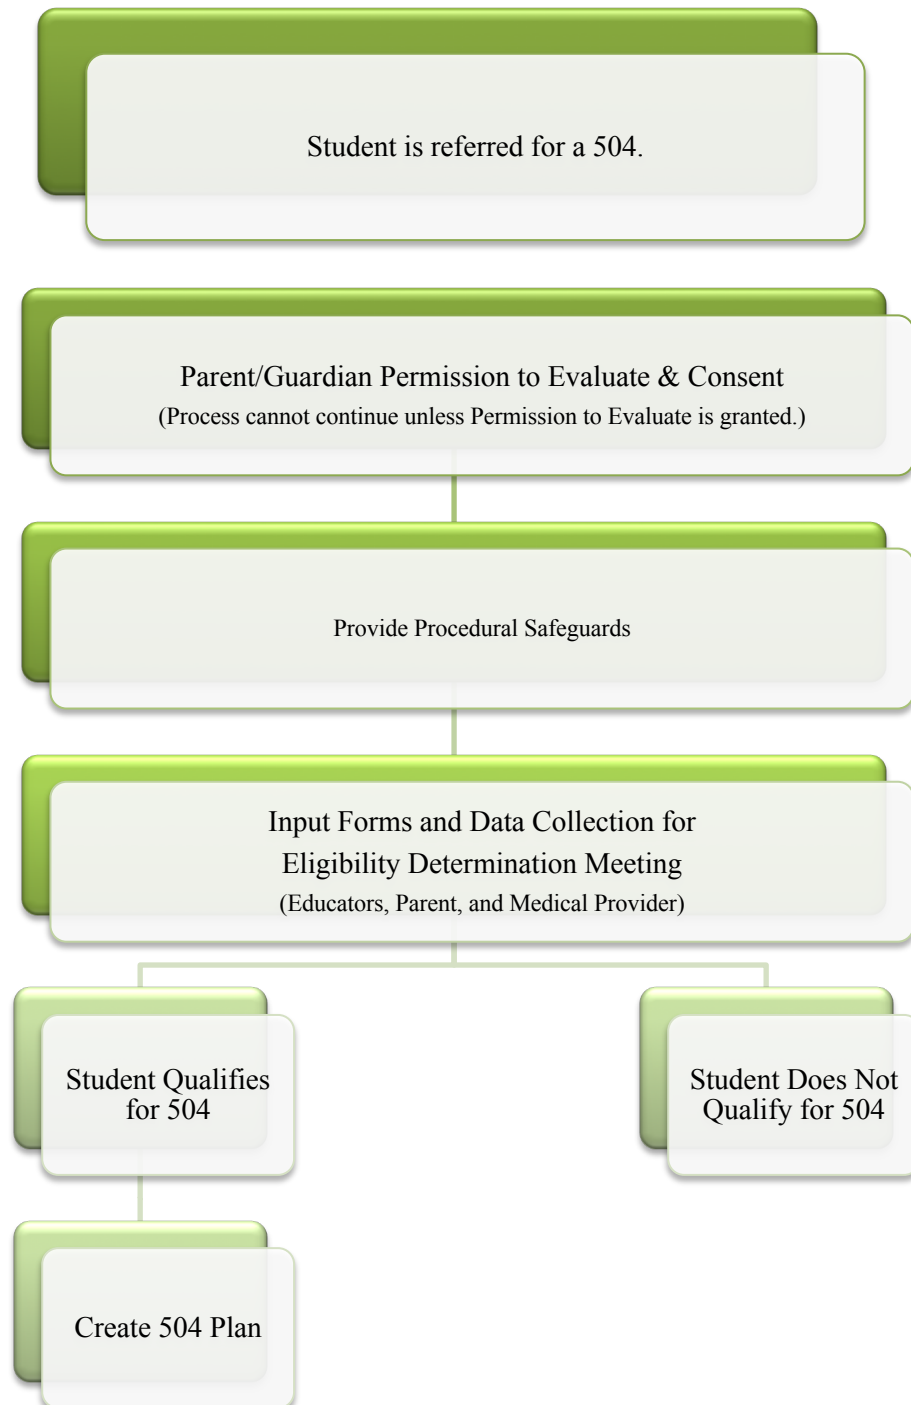 Student is referred for a 504.
Parent/Guardian Permission to Evaluate & Consent
(Process cannot continue unless Permission to Evaluate is granted.)
Provide Procedural Safeguards
Input Forms and Data Collection for
Eligibility Determination Meeting
(Educators, Parent, and Medical Provider)
Student Qualifies
for 504
Student Does Not
Qualify for 504
Create 504 Plan